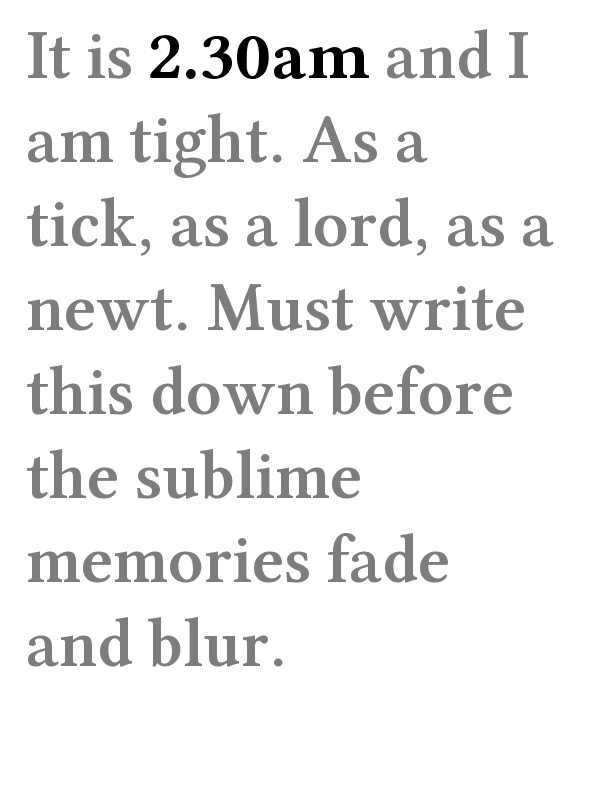 It is 2.30am and I
am tight. As a
tick, as a lord, as a
newt. Must write
this down before
the sublime
memories fade
and blur.